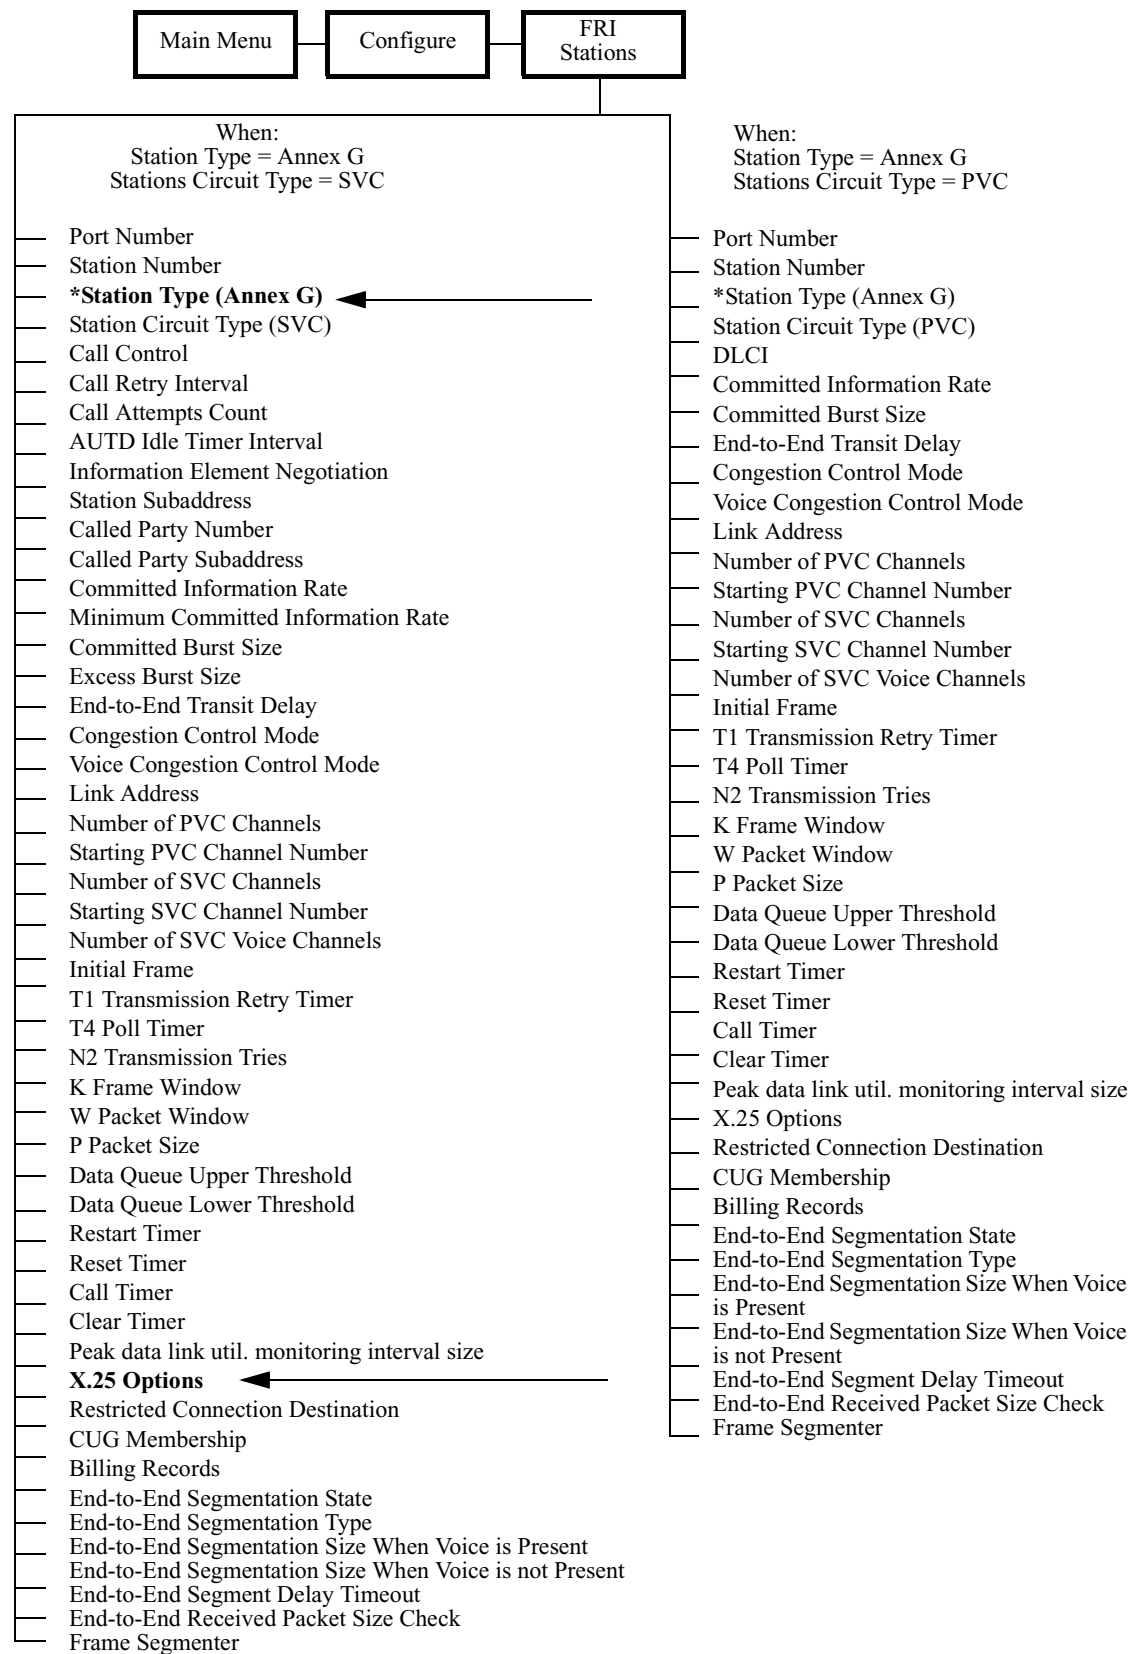 Main Menu
Configure
FRI
Stations
When:
Station Type = Annex G
Stations Circuit Type = SVC
Port Number
Station Number
*Station Type (Annex G)
Station Circuit Type (SVC)
Call Control
Call Retry Interval
Call Attempts Count
AUTD Idle Timer Interval
Information Element Negotiation
Station Subaddress
Called Party Number
Called Party Subaddress
Committed Information Rate
Minimum Committed Information Rate
Committed Burst Size
Excess Burst Size
End-to-End Transit Delay
Congestion Control Mode
Voice Congestion Control Mode
Link Address
Number of PVC Channels
Starting PVC Channel Number
Number of SVC Channels
Starting SVC Channel Number
Number of SVC Voice Channels
Initial Frame
T1 Transmission Retry Timer
T4 Poll Timer
N2 Transmission Tries
K Frame Window
W Packet Window
P Packet Size
Data Queue Upper Threshold
Data Queue Lower Threshold
Restart Timer
Reset Timer
Call Timer
Clear Timer
Peak data link util. monitoring interval size
X.25 Options
Restricted Connection Destination
CUG Membership
Billing Records
End-to-End Segmentation State
End-to-End Segmentation Type
End-to-End Segmentation Size When Voice is Present
End-to-End Segmentation Size When Voice is not Present
End-to-End Segment Delay Timeout
End-to-End Received Packet Size Check
Frame Segmenter
When:
Station Type = Annex G
Stations Circuit Type = PVC
Port Number
Station Number
*Station Type (Annex G)
Station Circuit Type (PVC)
DLCI
Committed Information Rate
Committed Burst Size
End-to-End Transit Delay
Congestion Control Mode
Voice Congestion Control Mode
Link Address
Number of PVC Channels
Starting PVC Channel Number
Number of SVC Channels
Starting SVC Channel Number
Number of SVC Voice Channels
Initial Frame
T1 Transmission Retry Timer
T4 Poll Timer
N2 Transmission Tries
K Frame Window
W Packet Window
P Packet Size
Data Queue Upper Threshold
Data Queue Lower Threshold
Restart Timer
Reset Timer
Call Timer
Clear Timer
Peak data link util. monitoring interval size
X.25 Options
Restricted Connection Destination
CUG Membership
Billing Records
End-to-End Segmentation State
End-to-End Segmentation Type
End-to-End Segmentation Size When Voice
is Present
End-to-End Segmentation Size When Voice
is not Present
End-to-End Segment Delay Timeout
End-to-End Received Packet Size Check
Frame Segmenter